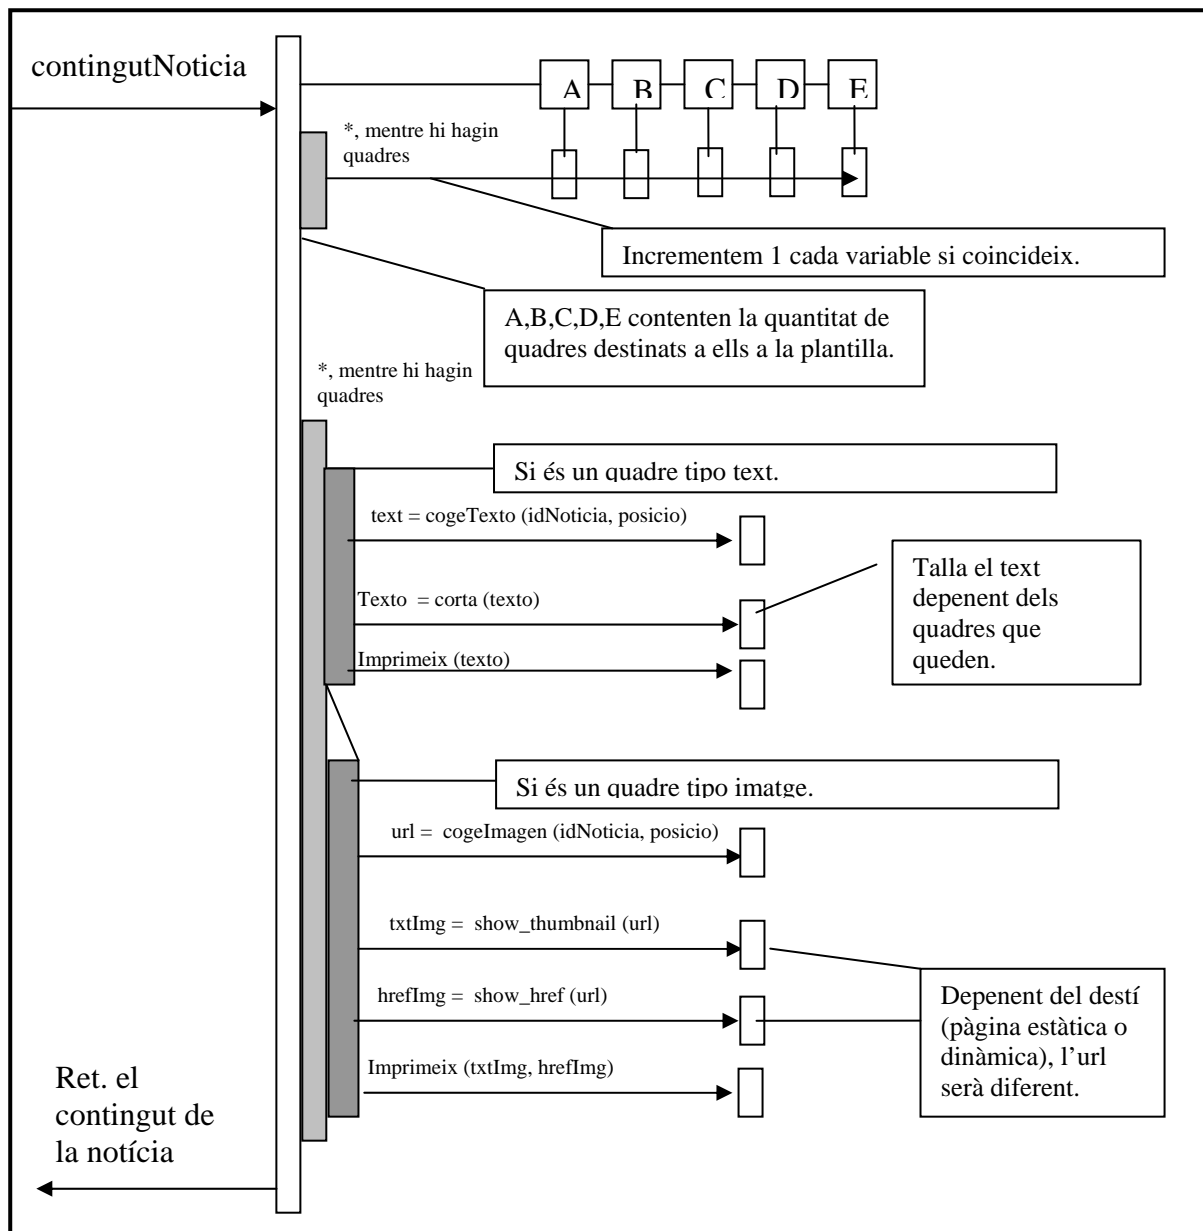 contingutNoticia
A B C D E
*, mentre hi hagin
quadres
Incrementem 1 cada variable si coincideix.
A,B,C,D,E contenten la quantitat de
quadres destinats a ells a la plantilla.
*, mentre hi hagin
quadres
Si és un quadre tipo text.
text = cogeTexto (idNoticia, posicio)
Talla el text
depenent dels
quadres que
queden.
Texto = corta (texto)
Imprimeix (texto)
Si és un quadre tipo imatge.
url = cogeImagen (idNoticia, posicio)
txtImg = show_thumbnail (url)
hrefImg = show_href (url)
Depenent del destí
(pàgina estàtica o
dinàmica), l’url
serà diferent.
Imprimeix (txtImg, hrefImg)
Ret. el
contingut de
la notícia